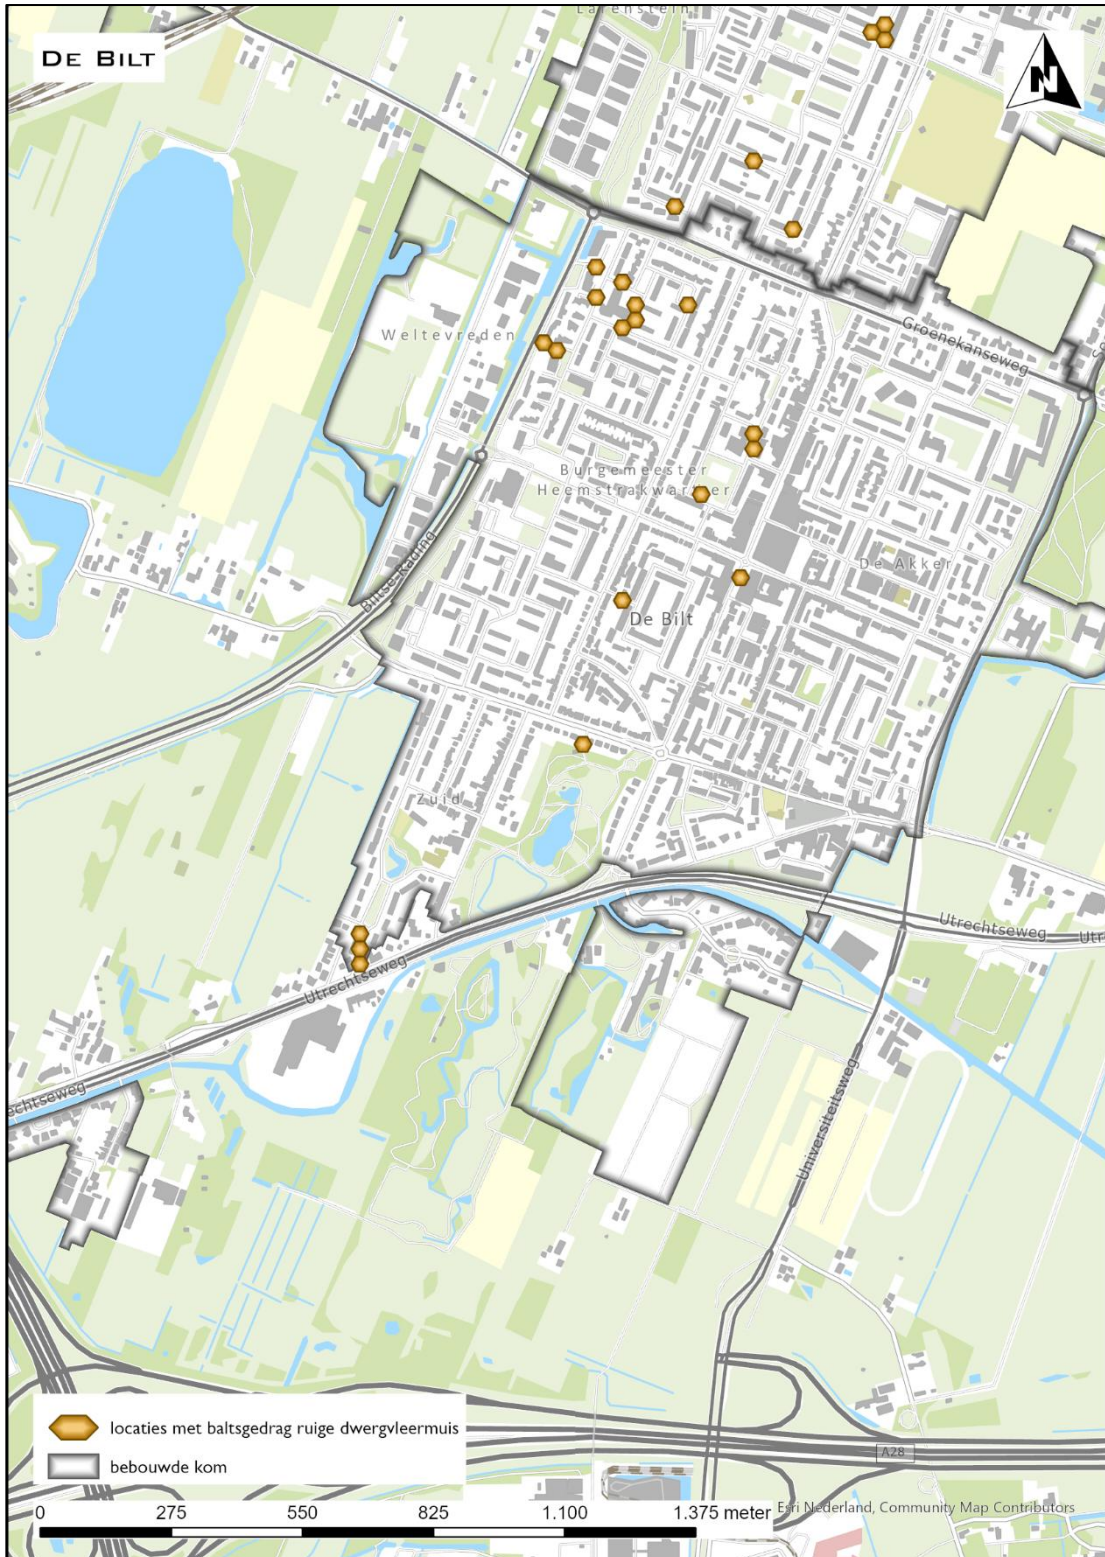 Larenstein
DE BILT
N
Weltevreden
Groenekanseweg
Burgemeester
Heemstrakwartier
Biltse Rading
De Akker
De Bilt
Zuid
Utrechtseweg
Utrechtseweg
Universiteitsweg
locaties met baltsgedrag ruige dwergvleermuis
bebouwde kom
A28
0 275 550 825 1.100 1.375 meter
Esri Nederland, Community Map Contributors